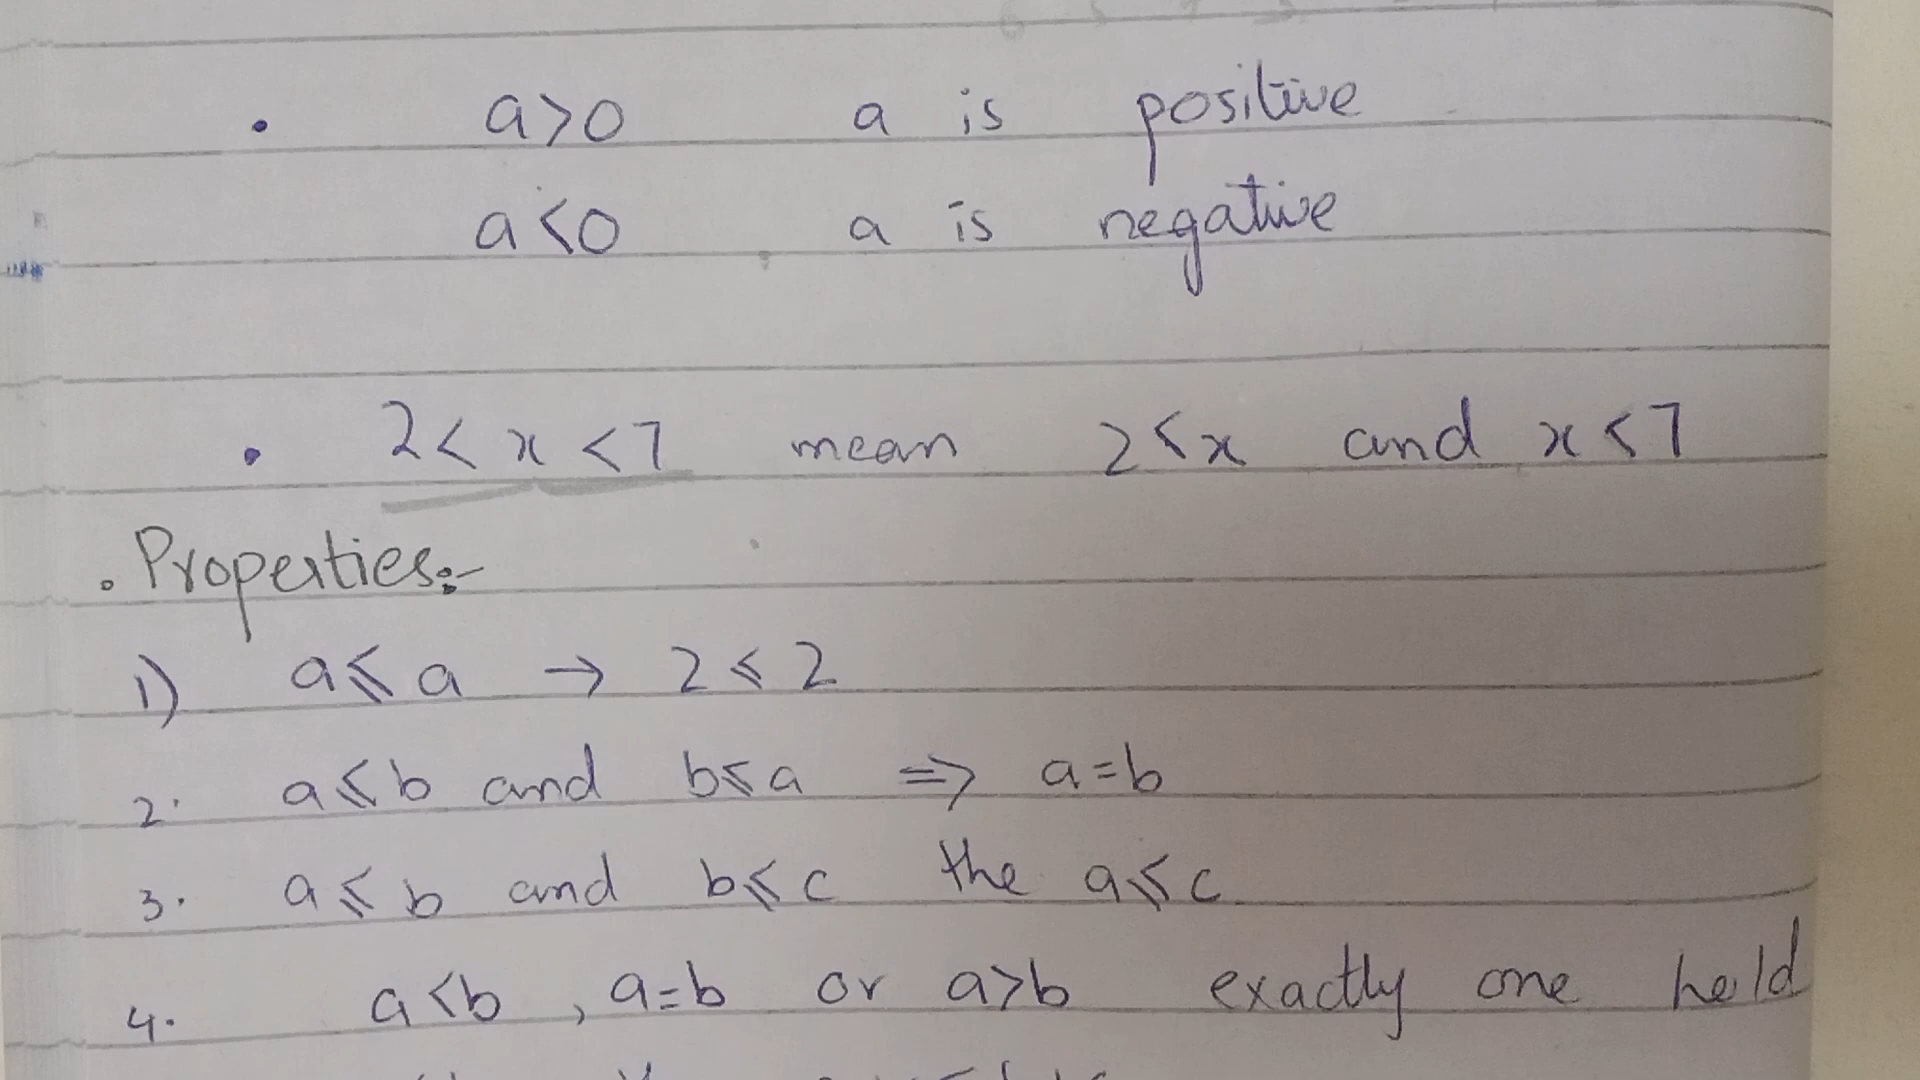 • a>0 a is positive
a<0 a is negative
• 2< x <7 mean 2<x and x<7
• Properties:-
1) a⩽a → 2⩽2
2. a⩽b and b⩽a => a=b
3. a⩽b and b⩽c the a⩽c
4. a<b, a=b or a>b exactly one hold